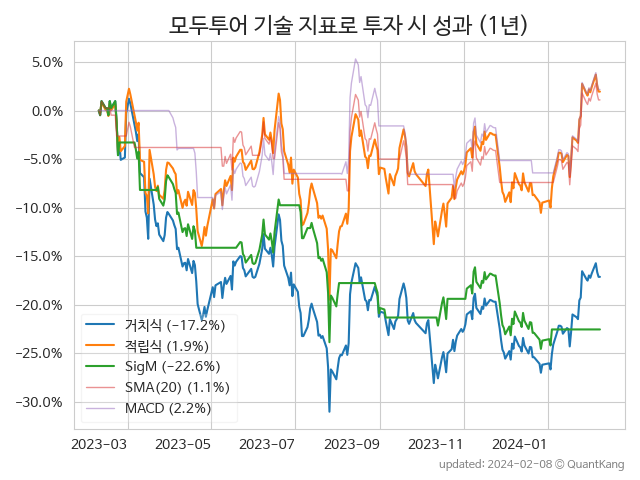 모두투어 기술 지표로 투자 시 성과 (1년)
5.0%
0.0%
−5.0%
−10.0%
−15.0%
−20.0%
−25.0%
−30.0%
거치식 (−17.2%)
적립식 (1.9%)
SigM (−22.6%)
SMA(20) (1.1%)
MACD (2.2%)
2023-03 2023-05 2023-07 2023-09 2023-11 2024-01
updated: 2024-02-08 © QuantKang